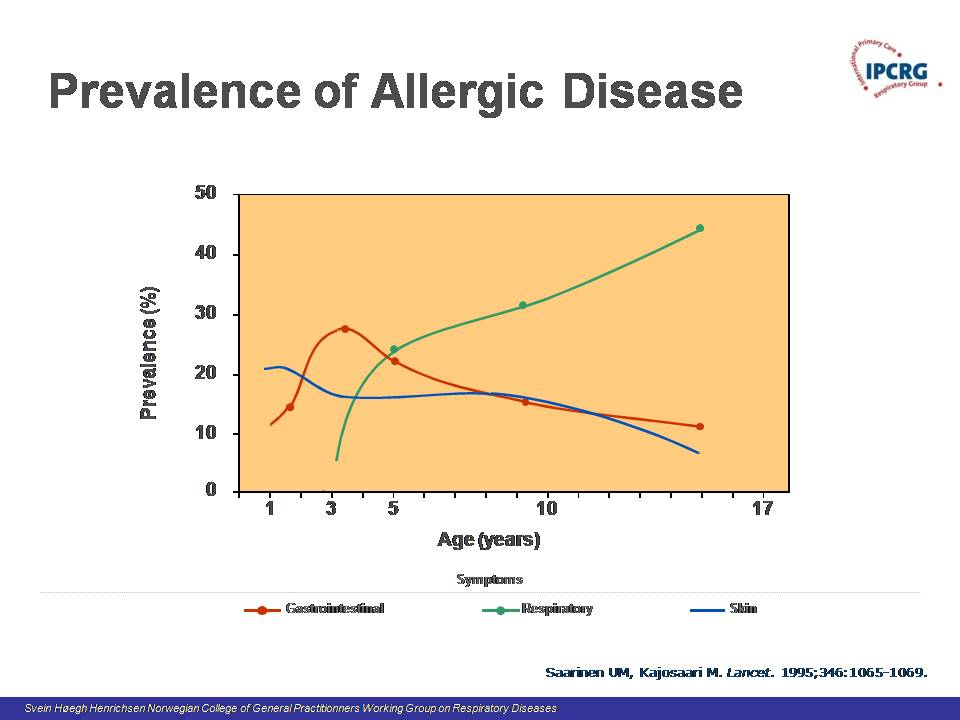 Prevalence of Allergic Disease
International Primary Care
IPCRG
Respiratory Group
50
40
30
20
10
0
Prevalence (%)
1 3 5 10 17
Age (years)
Symptoms
Gastrointestinal Respiratory Skin
Saarinen UM, Kajosaari M. Lancet. 1995;346:1065-1069.
Svein Høegh Henrichsen Norwegian College of General Practitionners Working Group on Respiratory Diseases